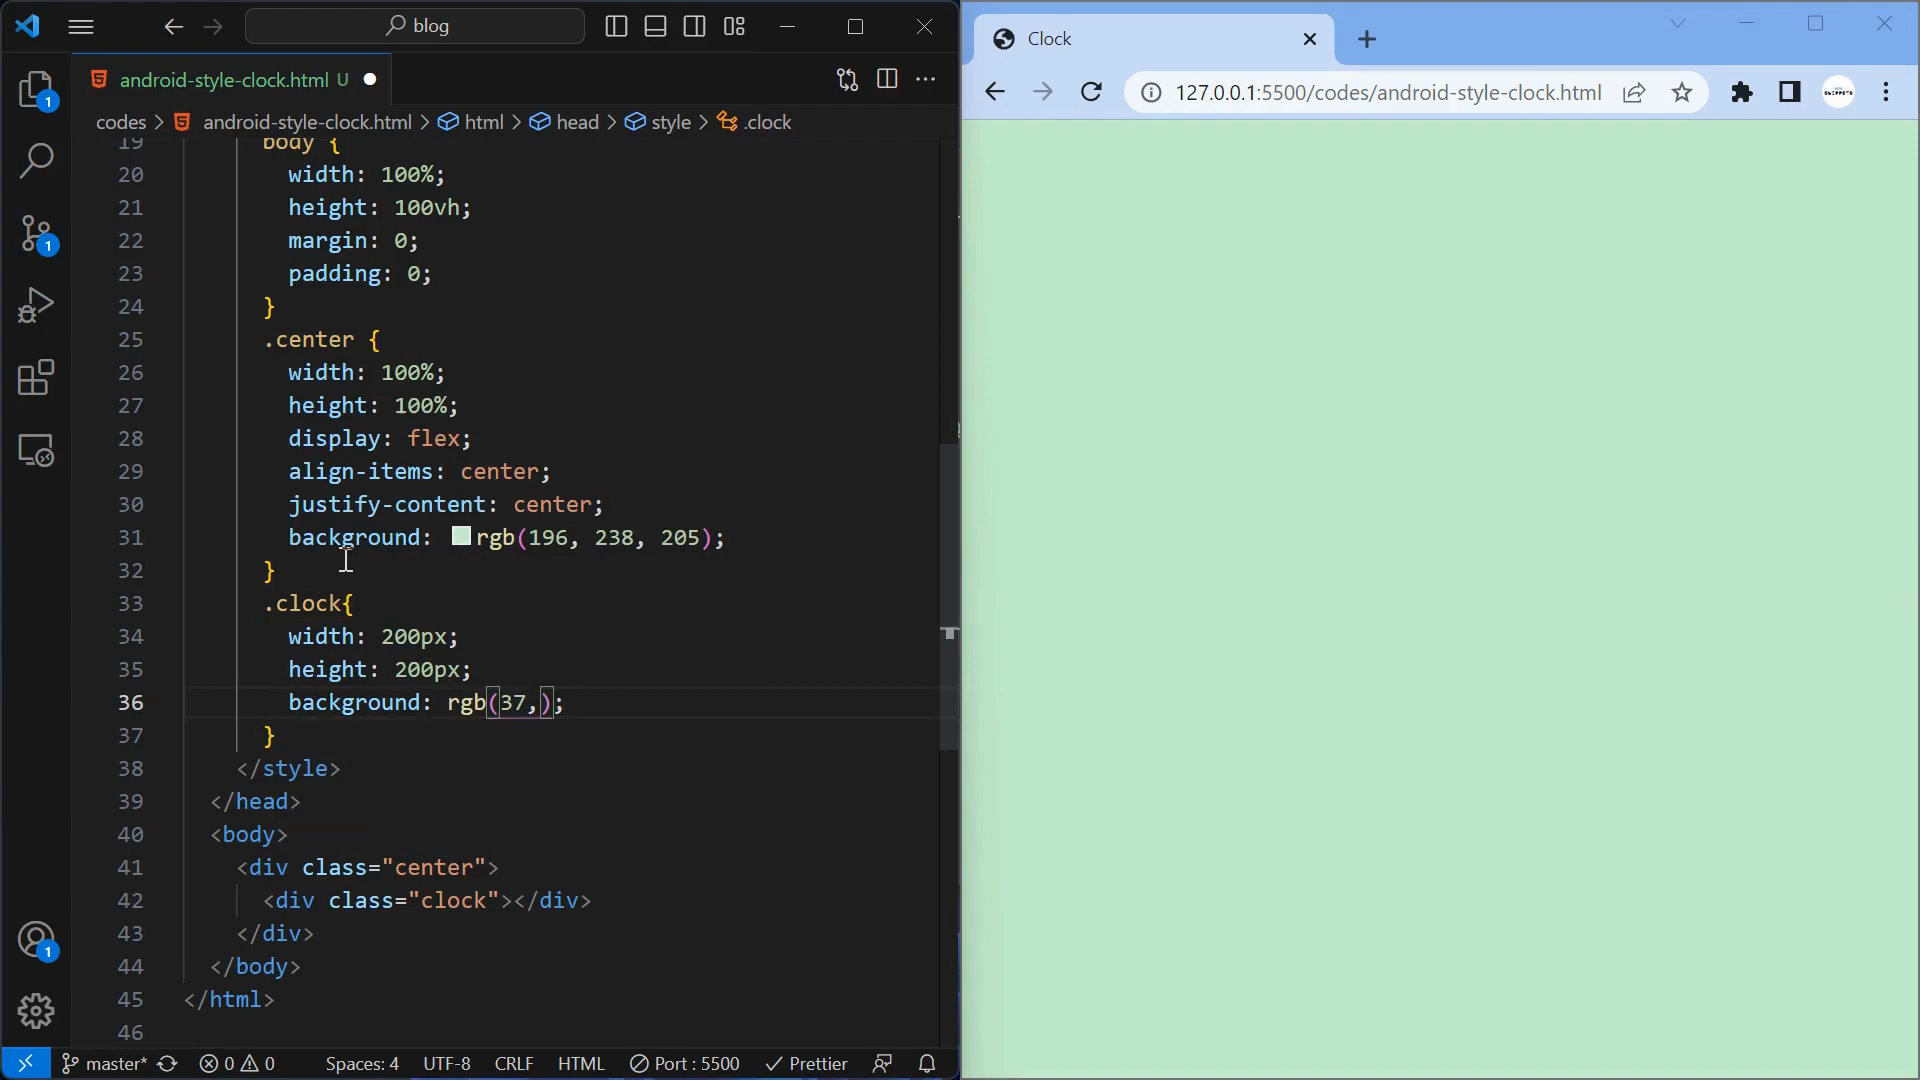 blog
Clock
android-style-clock.html U
127.0.0.1:5500/codes/android-style-clock.html
codes > android-style-clock.html > html > head > style > .clock
19 body {
20 width: 100%;
21 height: 100vh;
22 margin: 0;
23 padding: 0;
24 }
25 .center {
26 width: 100%;
27 height: 100%;
28 display: flex;
29 align-items: center;
30 justify-content: center;
31 background: rgb(196, 238, 205);
32 }
33 .clock{
34 width: 200px;
35 height: 200px;
36 background: rgb(37,);
37 }
38 </style>
39 </head>
40 <body>
41 <div class="center">
42 <div class="clock"></div>
43 </div>
44 </body>
45 </html>
46
1
1
1
master* 0 0 Spaces: 4 UTF-8 CRLF HTML Port : 5500 Prettier